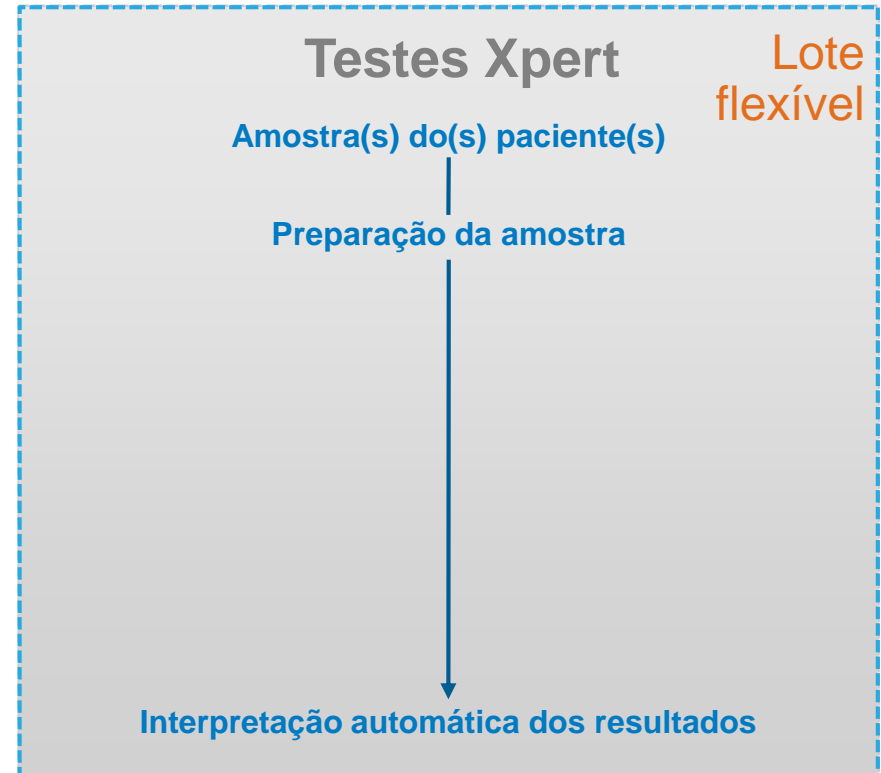 Testes Xpert
Lote
flexível
Amostra(s) do(s) paciente(s)
Preparação da amostra
Interpretação automática dos resultados